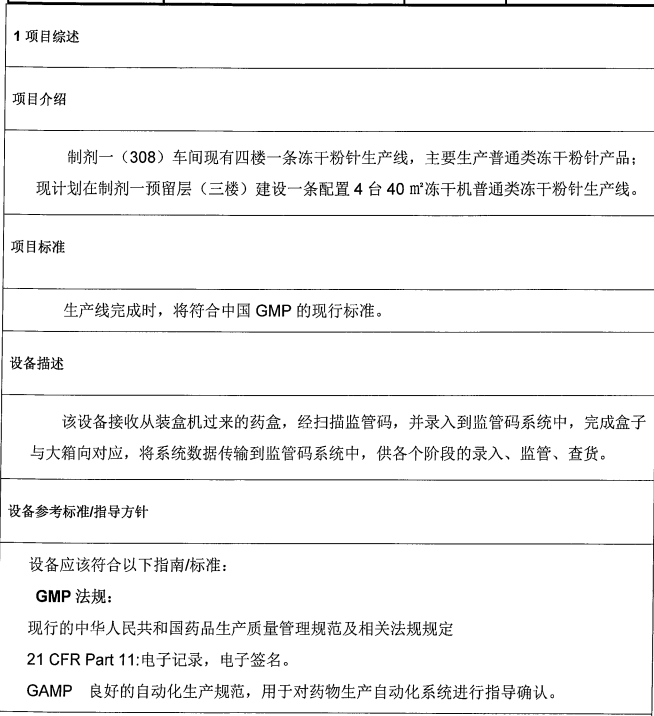 1 项目综述
项目介绍
制剂一（308）车间现有四楼一条冻干粉针生产线，主要生产普通类冻干粉针产品；
现计划在制剂一预留层（三楼）建设一条配置 4 台 40 ㎡冻干机普通类冻干粉针生产线。
项目标准
生产线完成时，将符合中国 GMP 的现行标准。
设备描述
该设备接收从装盒机过来的药盒，经扫描监管码，并录入到监管码系统中，完成盒子
与大箱向对应，将系统数据传输到监管码系统中，供各个阶段的录入、监管、查货。
设备参考标准/指导方针
设备应该符合以下指南/标准：
GMP 法规：
现行的中华人民共和国药品生产质量管理规范及相关法规规定
21 CFR Part 11:电子记录，电子签名。
GAMP 良好的自动化生产规范，用于对药物生产自动化系统进行指导确认。